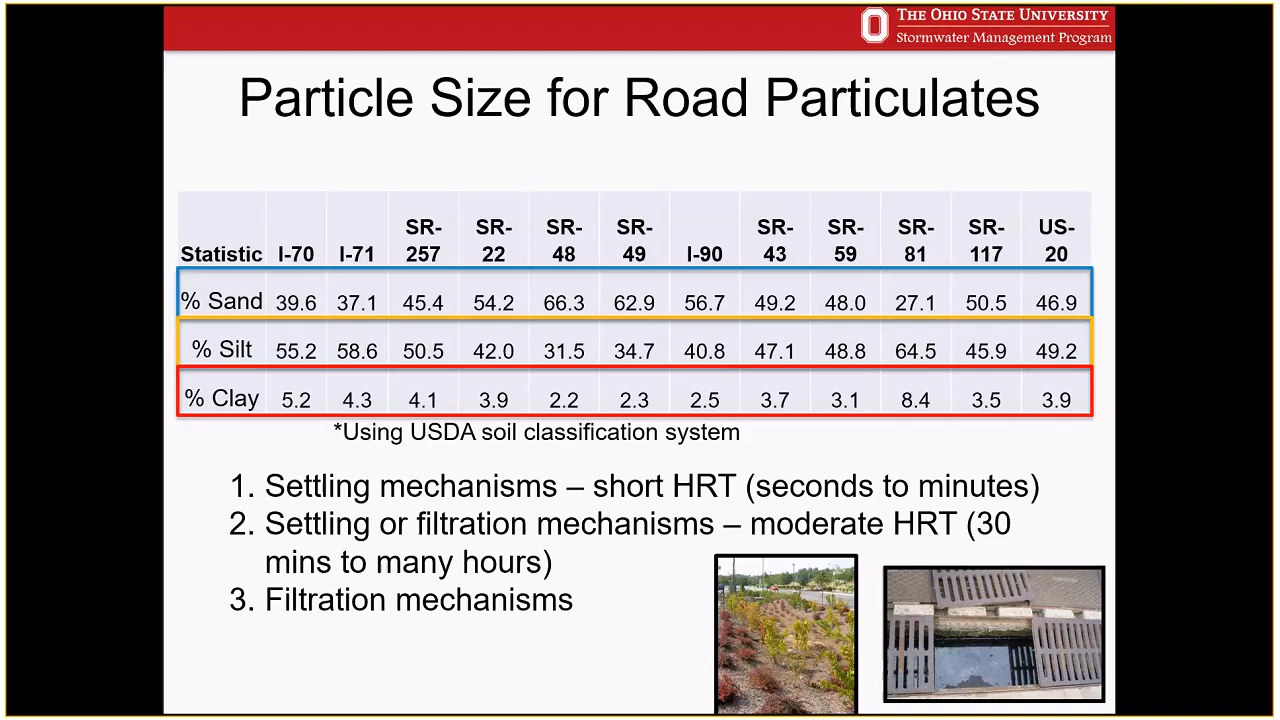 THE OHIO STATE UNIVERSITY
Stormwater Management Program
Particle Size for Road Particulates
Statistic I-70 I-71 SR-257 SR-22 SR-48 SR-49 I-90 SR-43 SR-59 SR-81 SR-117 US-20
% Sand 39.6 37.1 45.4 54.2 66.3 62.9 56.7 49.2 48.0 27.1 50.5 46.9
% Silt 55.2 58.6 50.5 42.0 31.5 34.7 40.8 47.1 48.8 64.5 45.9 49.2
% Clay 5.2 4.3 4.1 3.9 2.2 2.3 2.5 3.7 3.1 8.4 3.5 3.9
*Using USDA soil classification system
1. Settling mechanisms – short HRT (seconds to minutes)
2. Settling or filtration mechanisms – moderate HRT (30
mins to many hours)
3. Filtration mechanisms